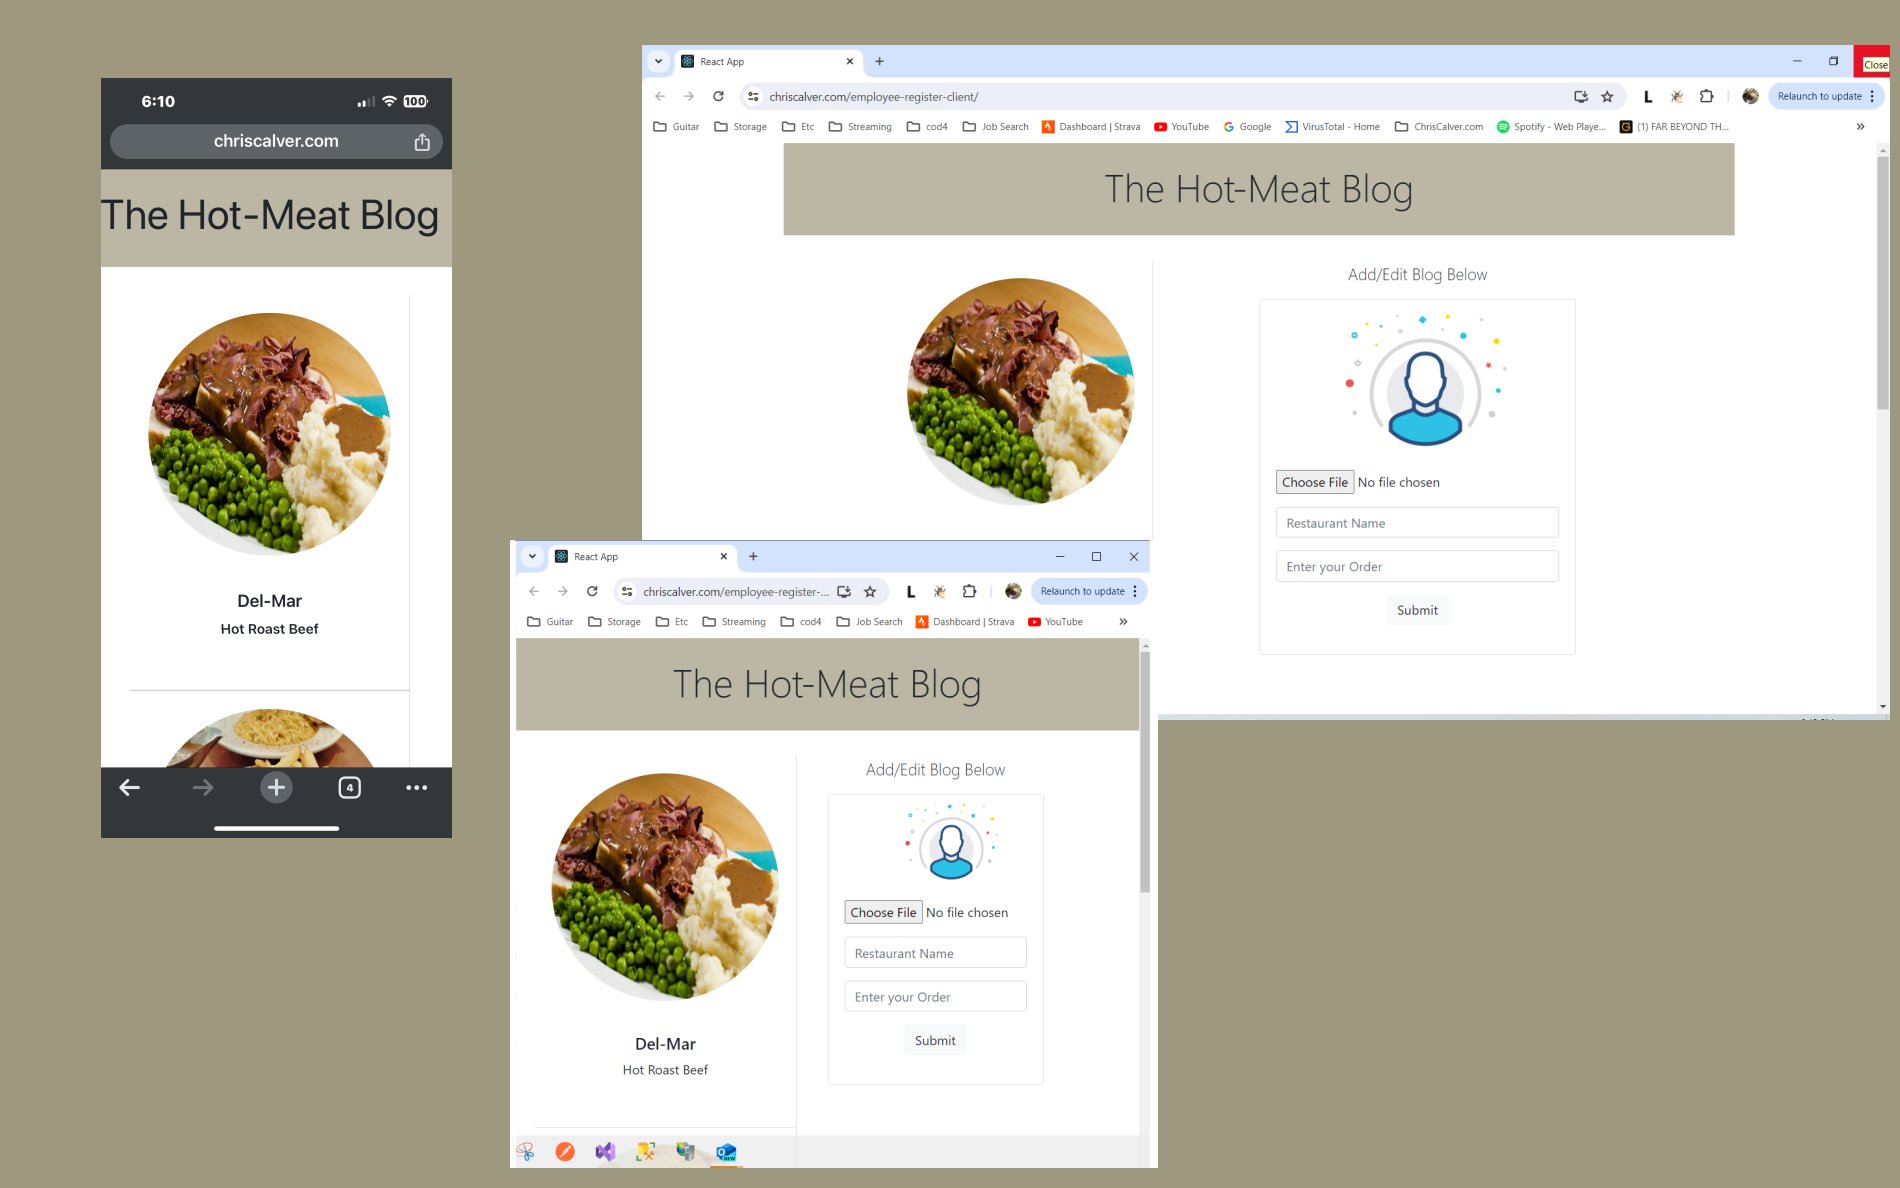 6:10
100
chriscalver.com
The Hot-Meat Blog
Del-Mar
Hot Roast Beef
4
React App
Close
chriscalver.com/employee-register-client/
L
Relaunch to update
Guitar
Storage
Etc
Streaming
cod4
Job Search
Dashboard | Strava
YouTube
Google
VirusTotal - Home
ChrisCalver.com
Spotify - Web Playe...
(1) FAR BEYOND TH...
The Hot-Meat Blog
Add/Edit Blog Below
Choose File No file chosen
Restaurant Name
Enter your Order
Submit
React App
chriscalver.com/employee-register-...
L
Relaunch to update
Guitar
Storage
Etc
Streaming
cod4
Job Search
Dashboard | Strava
YouTube
The Hot-Meat Blog
Add/Edit Blog Below
Choose File No file chosen
Restaurant Name
Enter your Order
Submit
Del-Mar
Hot Roast Beef